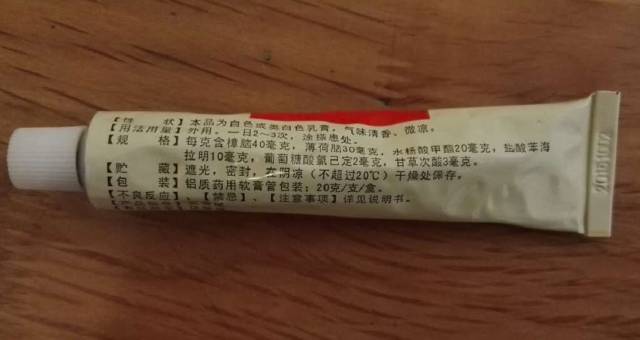 【性 状】本品为白色或类白色乳膏，气味清香、微凉。
【用法用量】外用。一日2～3次，涂搽患处。
【规 格】每克含樟脑40毫克，薄荷脑30毫克，水杨酸甲酯20毫克，盐酸苯海
拉明10毫克，葡萄糖酸氯已定2毫克，甘草次酸3毫克。
【贮 藏】遮光，密封，在阴凉（不超过20℃）干燥处保存。
【包 装】铝质药用软膏管包装；20克/支/盒。
【不良反应】、【禁忌】、【注意事项】详见说明书。